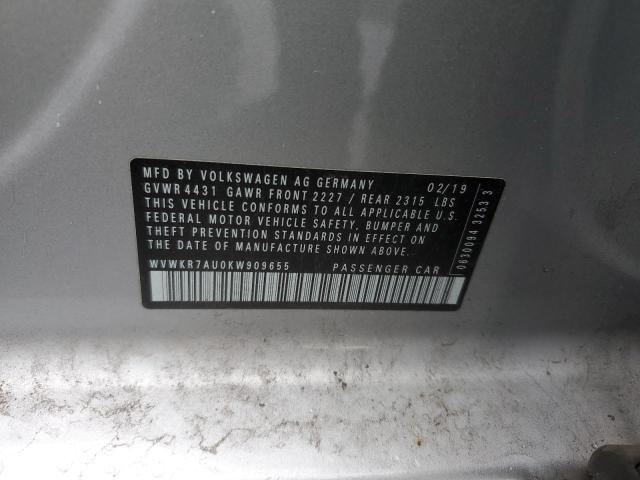 MFD BY VOLKSWAGEN AG GERMANY 02/19
GVWR 4431 GAWR FRONT 2227 / REAR 2315 LBS
THIS VEHICLE CONFORMS TO ALL APPLICABLE U.S.
FEDERAL MOTOR VEHICLE SAFETY, BUMPER AND
THEFT PREVENTION STANDARDS IN EFFECT ON
THE DATE OF MANUFACTURE SHOWN ABOVE.
WVWKR7AU0KW909655 PASSENGER CAR
0630094 3253 3